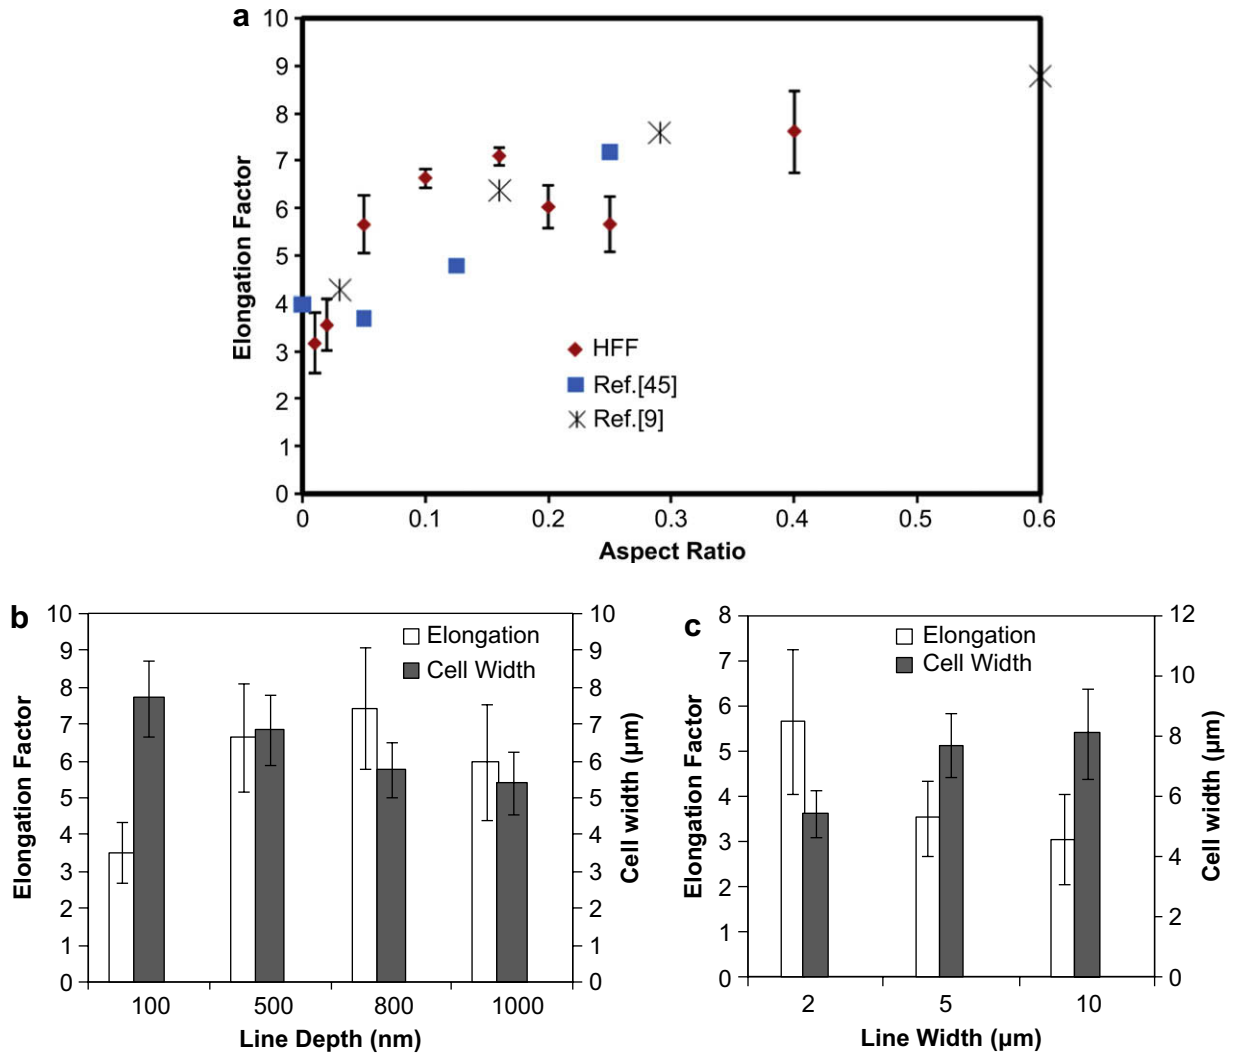 a
10
9
8
7
6
5
4
3
2
1
0
Elongation Factor
HFF
Ref.[45]
Ref.[9]
0 0.1 0.2 0.3 0.4 0.5 0.6
Aspect Ratio
b
10
9
8
7
6
5
4
3
2
1
0
Elongation Factor
Elongation
Cell Width
10
9
8
7
6
5
4
3
2
1
0
Cell width (μm)
100 500 800 1000
Line Depth (nm)
c
8
7
6
5
4
3
2
1
0
Elongation Factor
Elongation
Cell Width
12
10
8
6
4
2
0
Cell width (μm)
2 5 10
Line Width (μm)